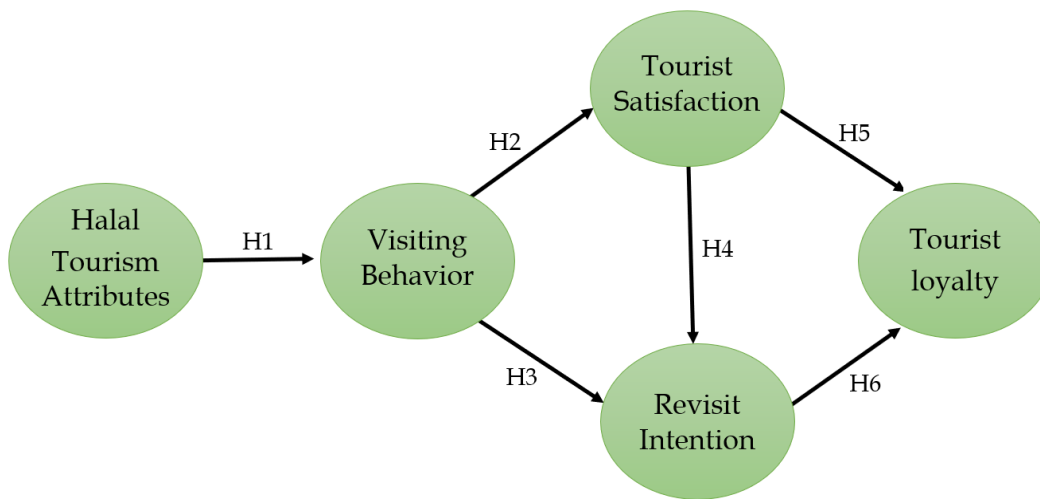 Halal
Tourism
Attributes
H1
Visiting
Behavior
H2
H3
Tourist
Satisfaction
H4
Revisit
Intention
H5
H6
Tourist
loyalty